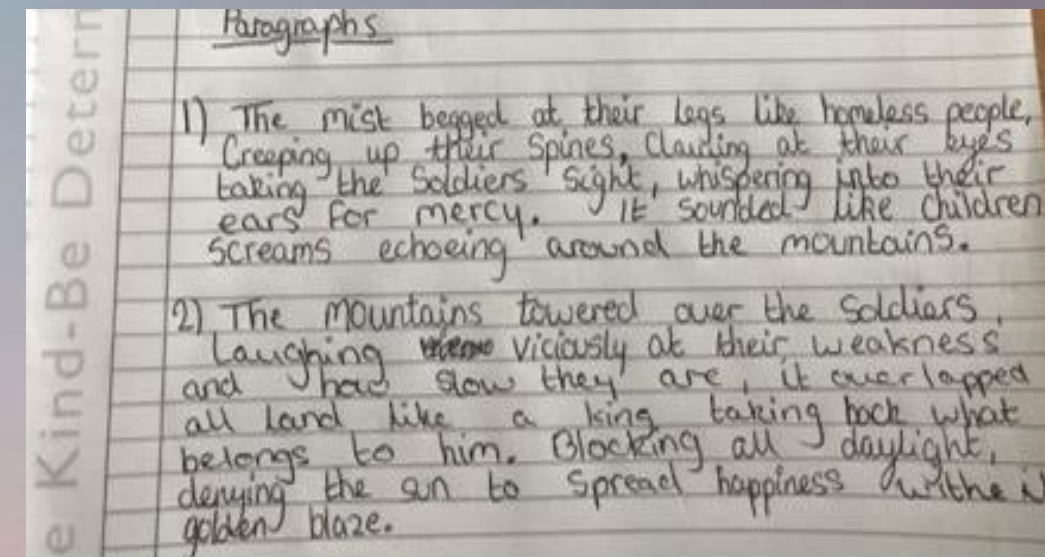 e Kind-Be Determ
Paragraphs
1) The mist begged at their legs like homeless people,
Creeping up their Spines, Clawding at their eyes
taking the Soldiers Sight, whispering into their
ears for mercy. It sounded like children
screams echoeing around the mountains.
2) The mountains towered over the Soldiers,
Laughing viciously at their weakness
and how slow they are, it overlapped
all land like a king taking back what
belongs to him. Blocking all daylight,
denying the sun to spread happiness
golden blaze.